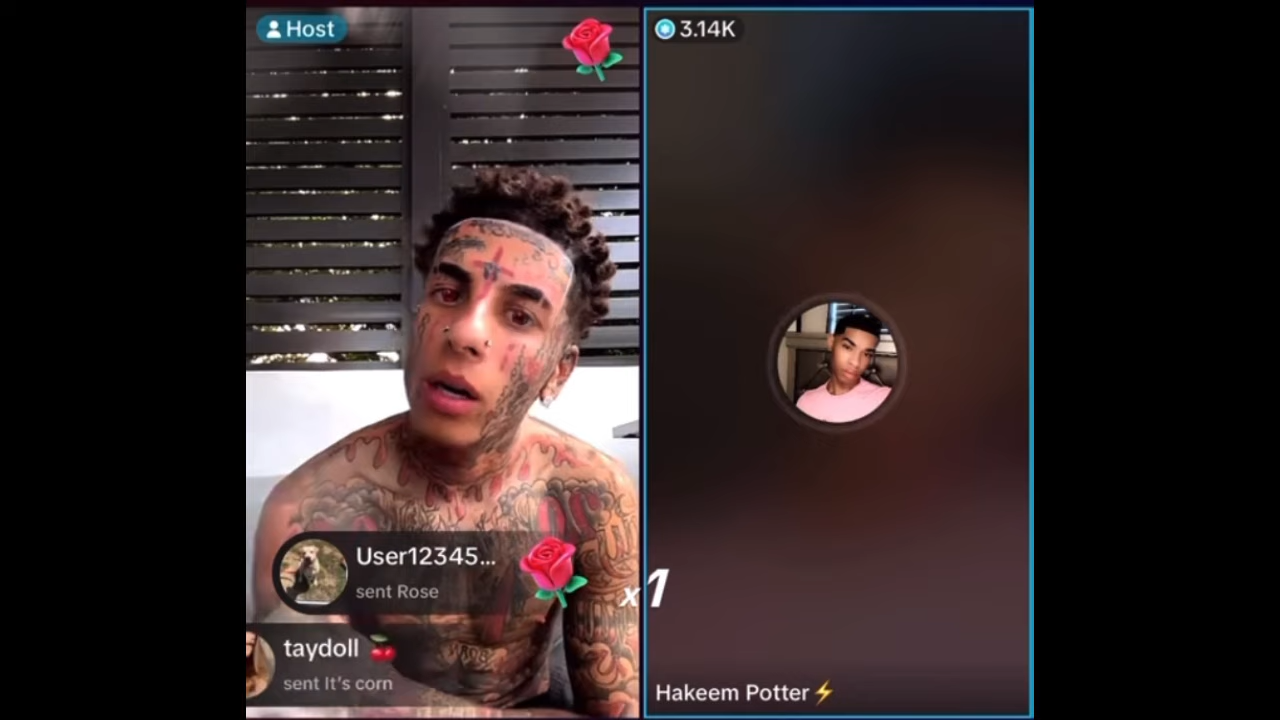 Host
3.14K
User12345...
sent Rose
x1
taydoll 🍒
sent It's corn
Hakeem Potter⚡